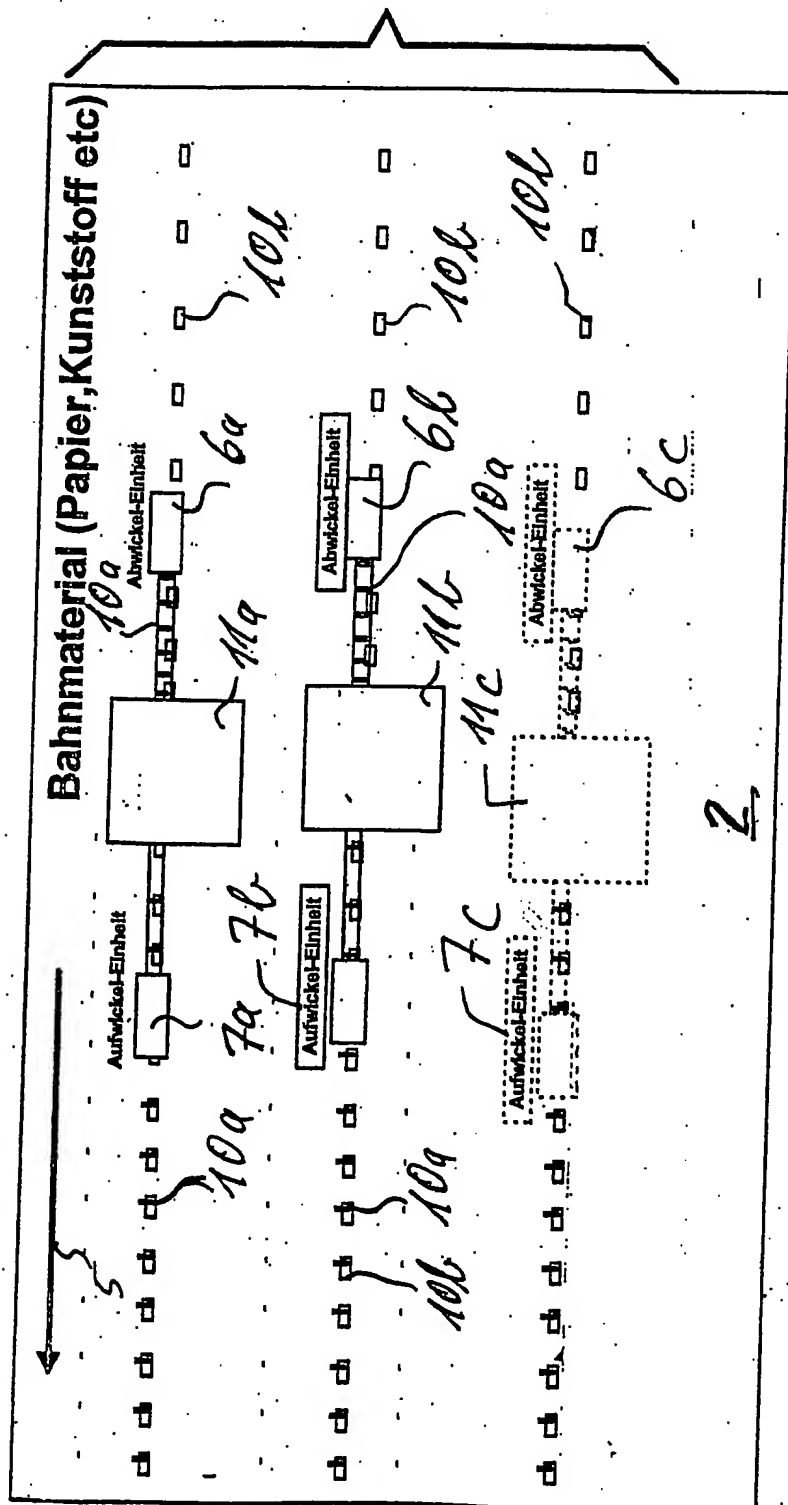 Bahnmaterial (Papier,Kunststoff etc)
5
Aufwickel-Einheit
7a
10a
11a
10a
Abwickel-Einheit
6a
10b
Aufwickel-Einheit
7b
10a
10b
11b
10a
Abwickel-Einheit
6b
10b
Aufwickel-Einheit
7c
11c
Abwickel-Einheit
6c
10b
2